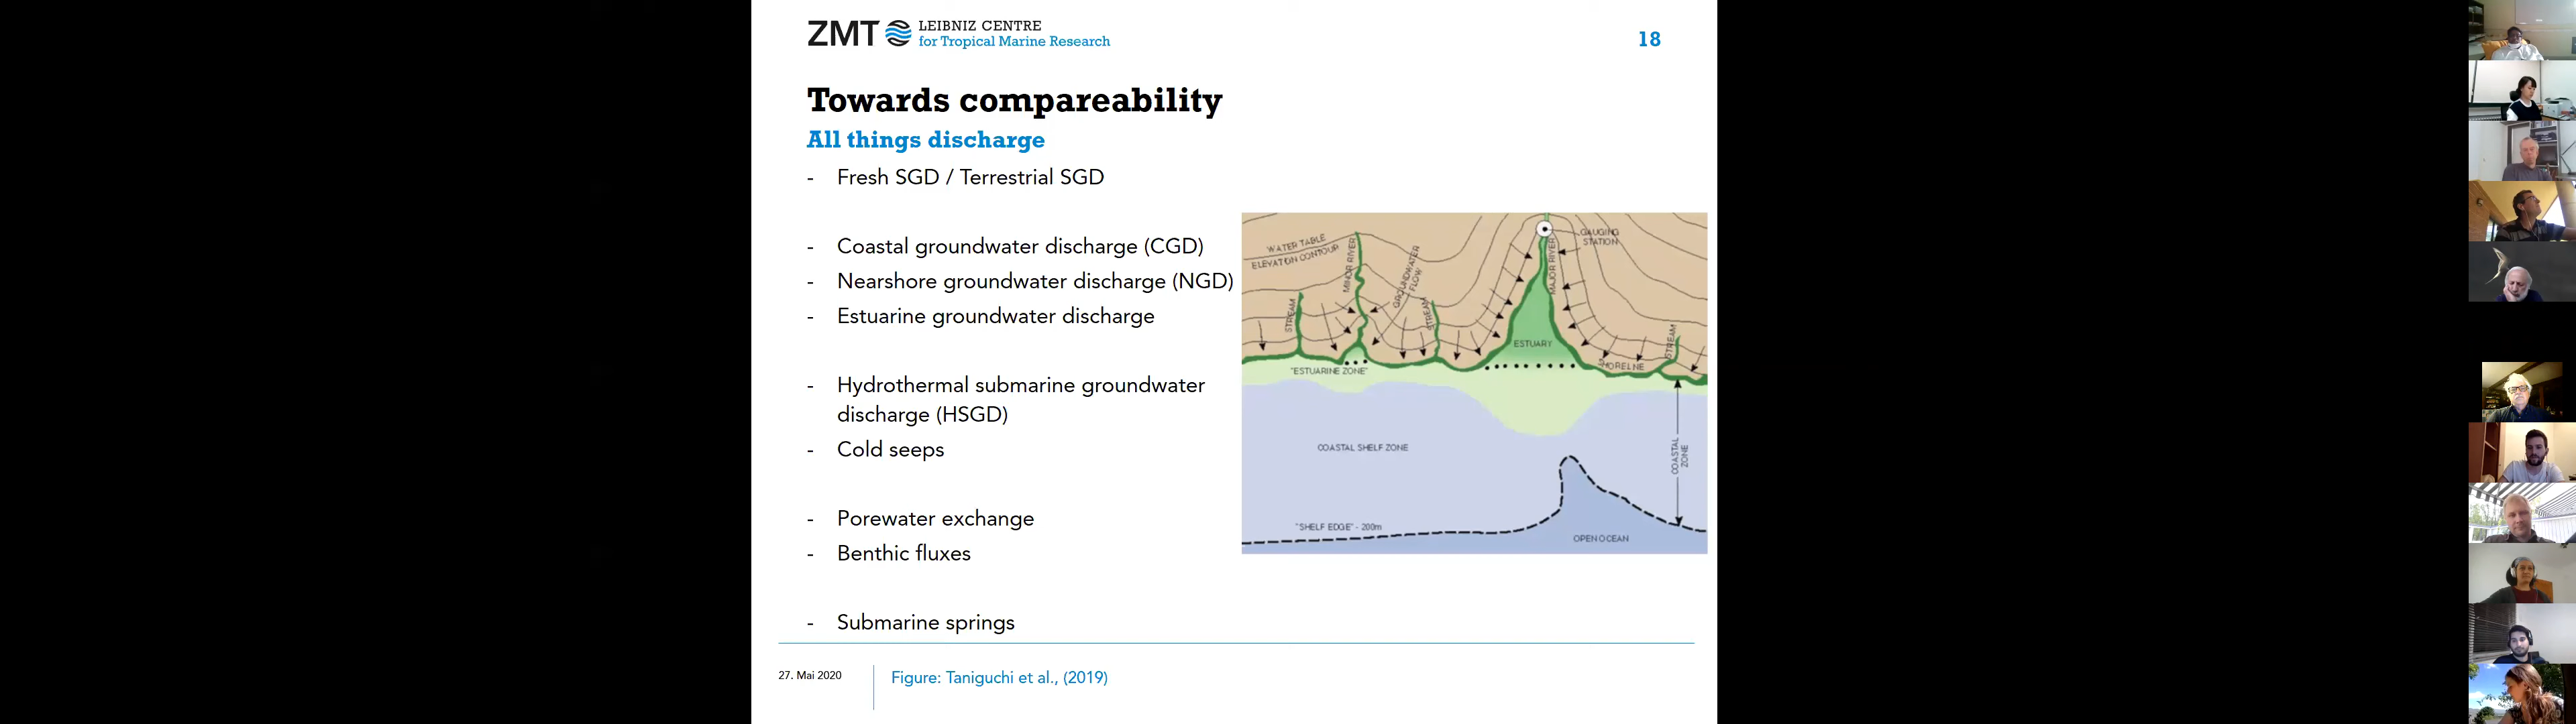 ZMT LEIBNIZ CENTRE
for Tropical Marine Research
18
Towards compareability
All things discharge
- Fresh SGD / Terrestrial SGD
- Coastal groundwater discharge (CGD)
- Nearshore groundwater discharge (NGD)
- Estuarine groundwater discharge
- Hydrothermal submarine groundwater
discharge (HSGD)
- Cold seeps
- Porewater exchange
- Benthic fluxes
- Submarine springs
WATER TABLE
ELEVATION CONTOUR
STREAM
MINOR RIVER
GROUNDWATER
FLOW
STREAM
MAJOR RIVER
GAUGING
STATION
STREAM
ESTUARY
"ESTUARINE ZONE"
COASTAL SHELF ZONE
COASTAL
ZONE
"SHELF EDGE" - 200m
OPEN OCEAN
27. Mai 2020
Figure: Taniguchi et al., (2019)